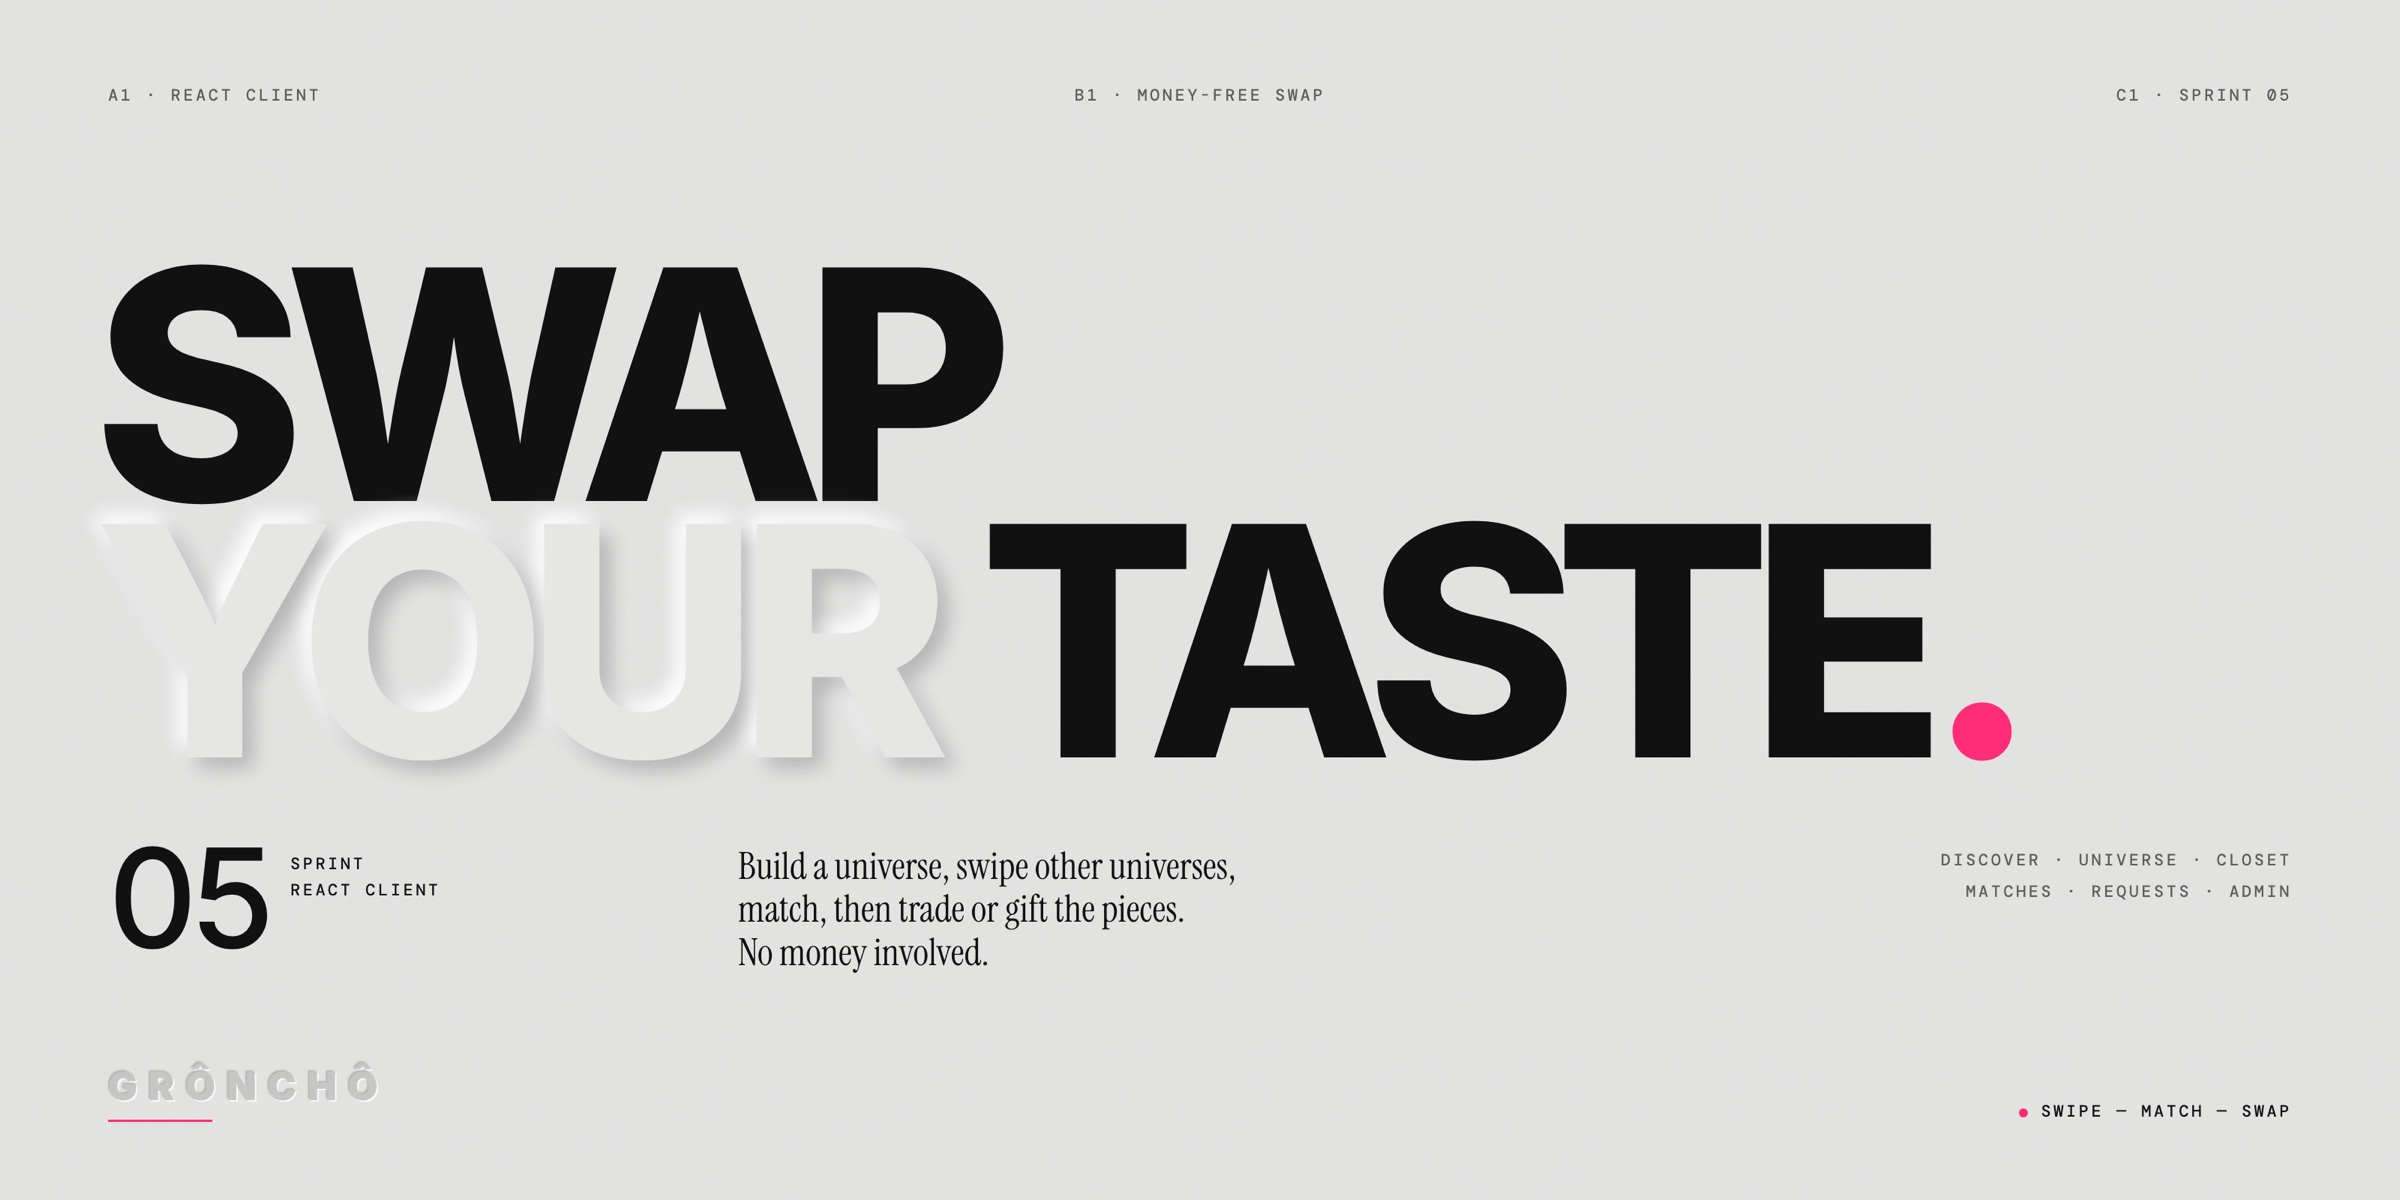 A1 · REACT CLIENT
B1 · MONEY-FREE SWAP
C1 · SPRINT 05
SWAP
YOUR TASTE.
05
SPRINT
REACT CLIENT
Build a universe, swipe other universes,
match, then trade or gift the pieces.
No money involved.
DISCOVER · UNIVERSE · CLOSET
MATCHES · REQUESTS · ADMIN
GRÔNCHÔ
SWIPE — MATCH — SWAP